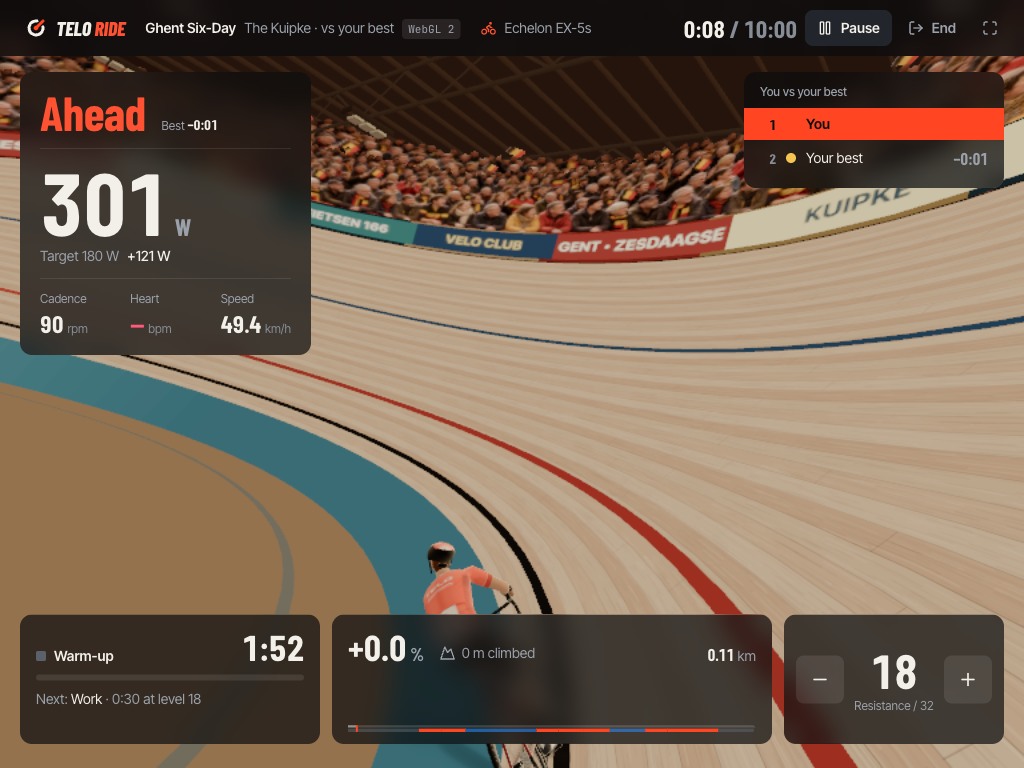 TELO RIDE Ghent Six-Day The Kuipke · vs your best WebGL 2 Echelon EX-5s 0:08 / 10:00 Pause End
Ahead Best −0:01
301 W
Target 180 W +121 W
Cadence Heart Speed
90 rpm — bpm 49.4 km/h
You vs your best
1 You
2 Your best −0:01
VELO CLUB
GENT • ZESDAAGSE
KUIPKE
Warm-up 1:52
Next: Work · 0:30 at level 18
+0.0 % 0 m climbed 0.11 km
− 18 +
Resistance / 32